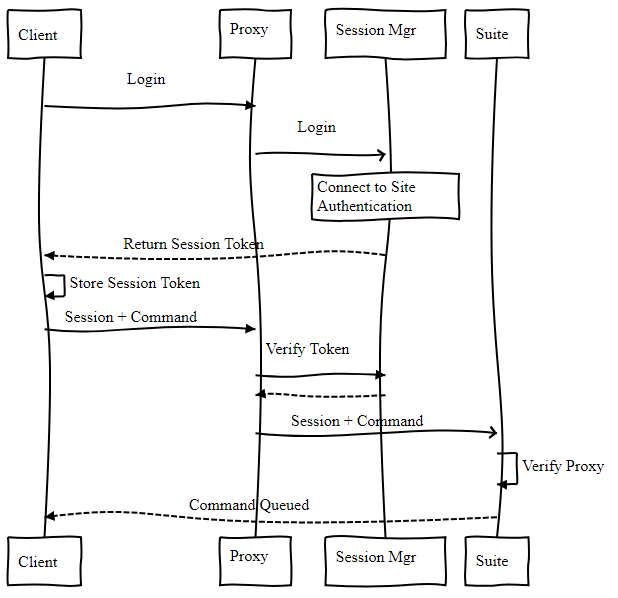 Client
Proxy
Session Mgr
Suite
Login
Login
Connect to Site
Authentication
Return Session Token
Store Session Token
Session + Command
Verify Token
Session + Command
Verify Proxy
Command Queued
Client
Proxy
Session Mgr
Suite